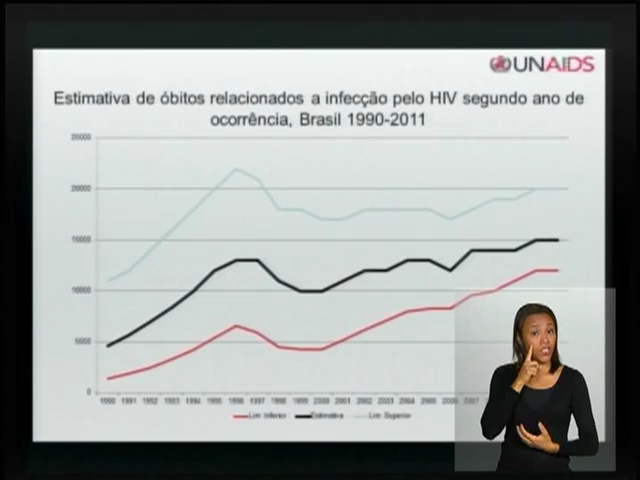 UNAIDS
Estimativa de óbitos relacionados a infecção pelo HIV segundo ano de
ocorrência, Brasil 1990-2011
25000
20000
15000
10000
5000
0
1990 1991 1992 1993 1994 1995 1996 1997 1998 1999 2000 2001 2002 2003 2004 2005 2006 2007
Lim. Inferior Estimativa Lim. Superior